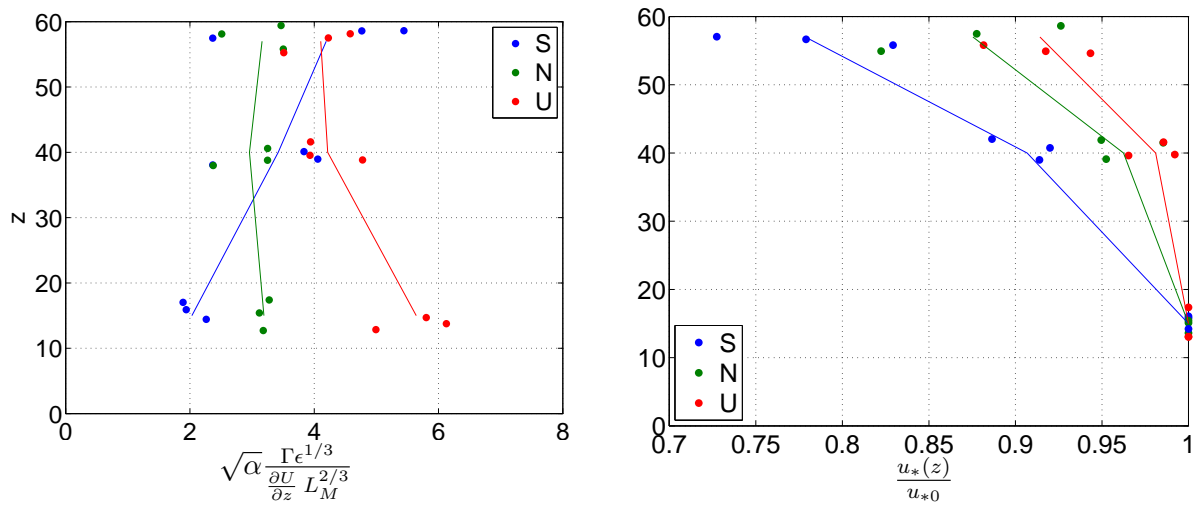 60
50
40
30
20
10
0
z
S
N
U
0 2 4 6 8
√α Γϵ^{1/3} / (∂U/∂z L_M^{2/3})
60
50
40
30
20
10
0
S
N
U
0.7 0.75 0.8 0.85 0.9 0.95 1
u_*(z) / u_{*0}